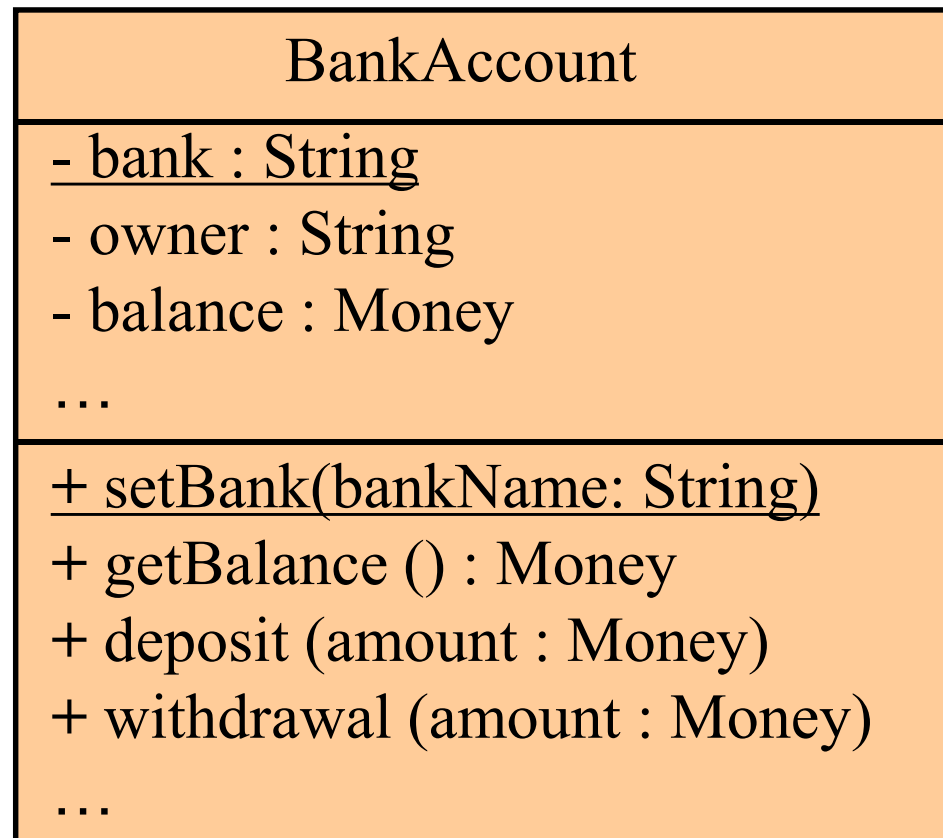 BankAccount
- bank : String
- owner : String
- balance : Money
…
+ setBank(bankName: String)
+ getBalance () : Money
+ deposit (amount : Money)
+ withdrawal (amount : Money)
…